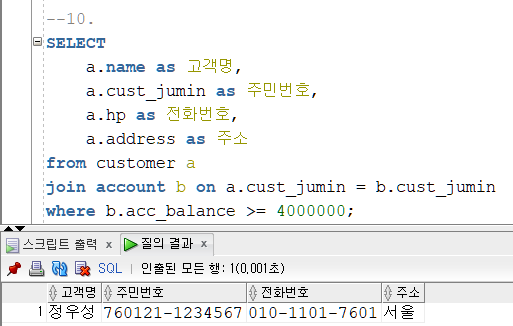 --10.
SELECT
a.name as 고객명,
a.cust_jumin as 주민번호,
a.hp as 전화번호,
a.address as 주소
from customer a
join account b on a.cust_jumin = b.cust_jumin
where b.acc_balance >= 4000000;
스크립트 출력 x 질의 결과 x
SQL | 인출된 모든 행: 1(0,001초)
고객명 주민번호 전화번호 주소
1 정우성 760121-1234567 010-1101-7601 서울